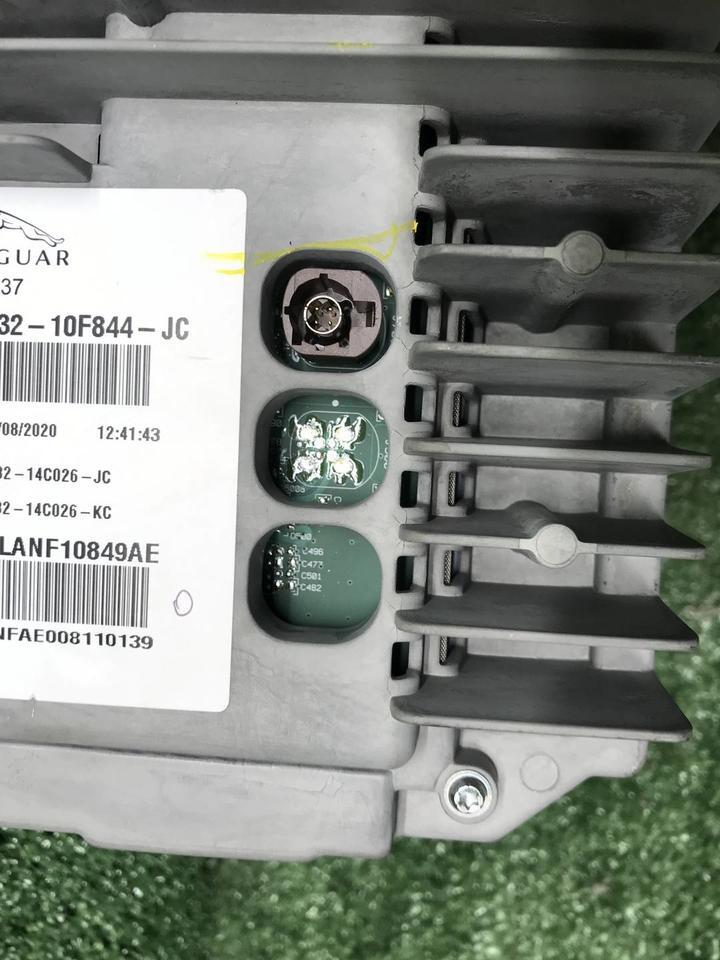 GUAR
37
32-10F844-JC
/08/2020 12:41:43
32-14C026-JC
32-14C026-KC
LANF10849AE
NFAE008110139
C496
C477
C501
C482